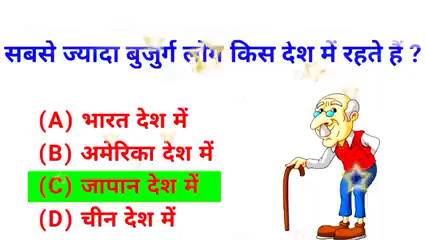 सबसे ज्यादा बुजुर्ग लोग किस देश में रहते हैं ?
(A) भारत देश में
(B) अमेरिका देश में
(C) जापान देश में
(D) चीन देश में